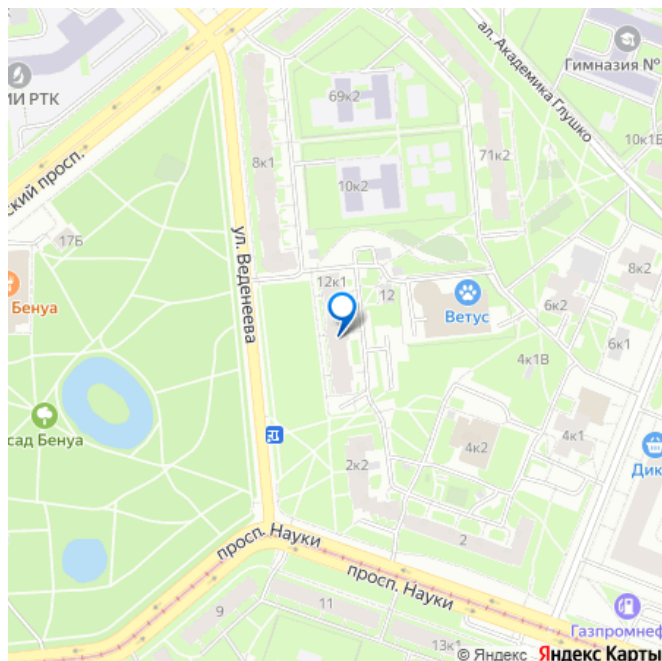 69к2
ал. Академика Глушко
Гимназия №
ИИ РТК
10к1Б
8к1
71к2
10к2
ский просп.
17Б
ул. Веденеева
12к1
12
8к2
6к2
Бенуа
Ветус
6к1
4к1В
сад Бенуа
4к2
4к1
Дик
2к2
2
просп. Науки
просп. Науки
9
11
13к1
Газпромнеф
© Яндекс Яндекс Карты